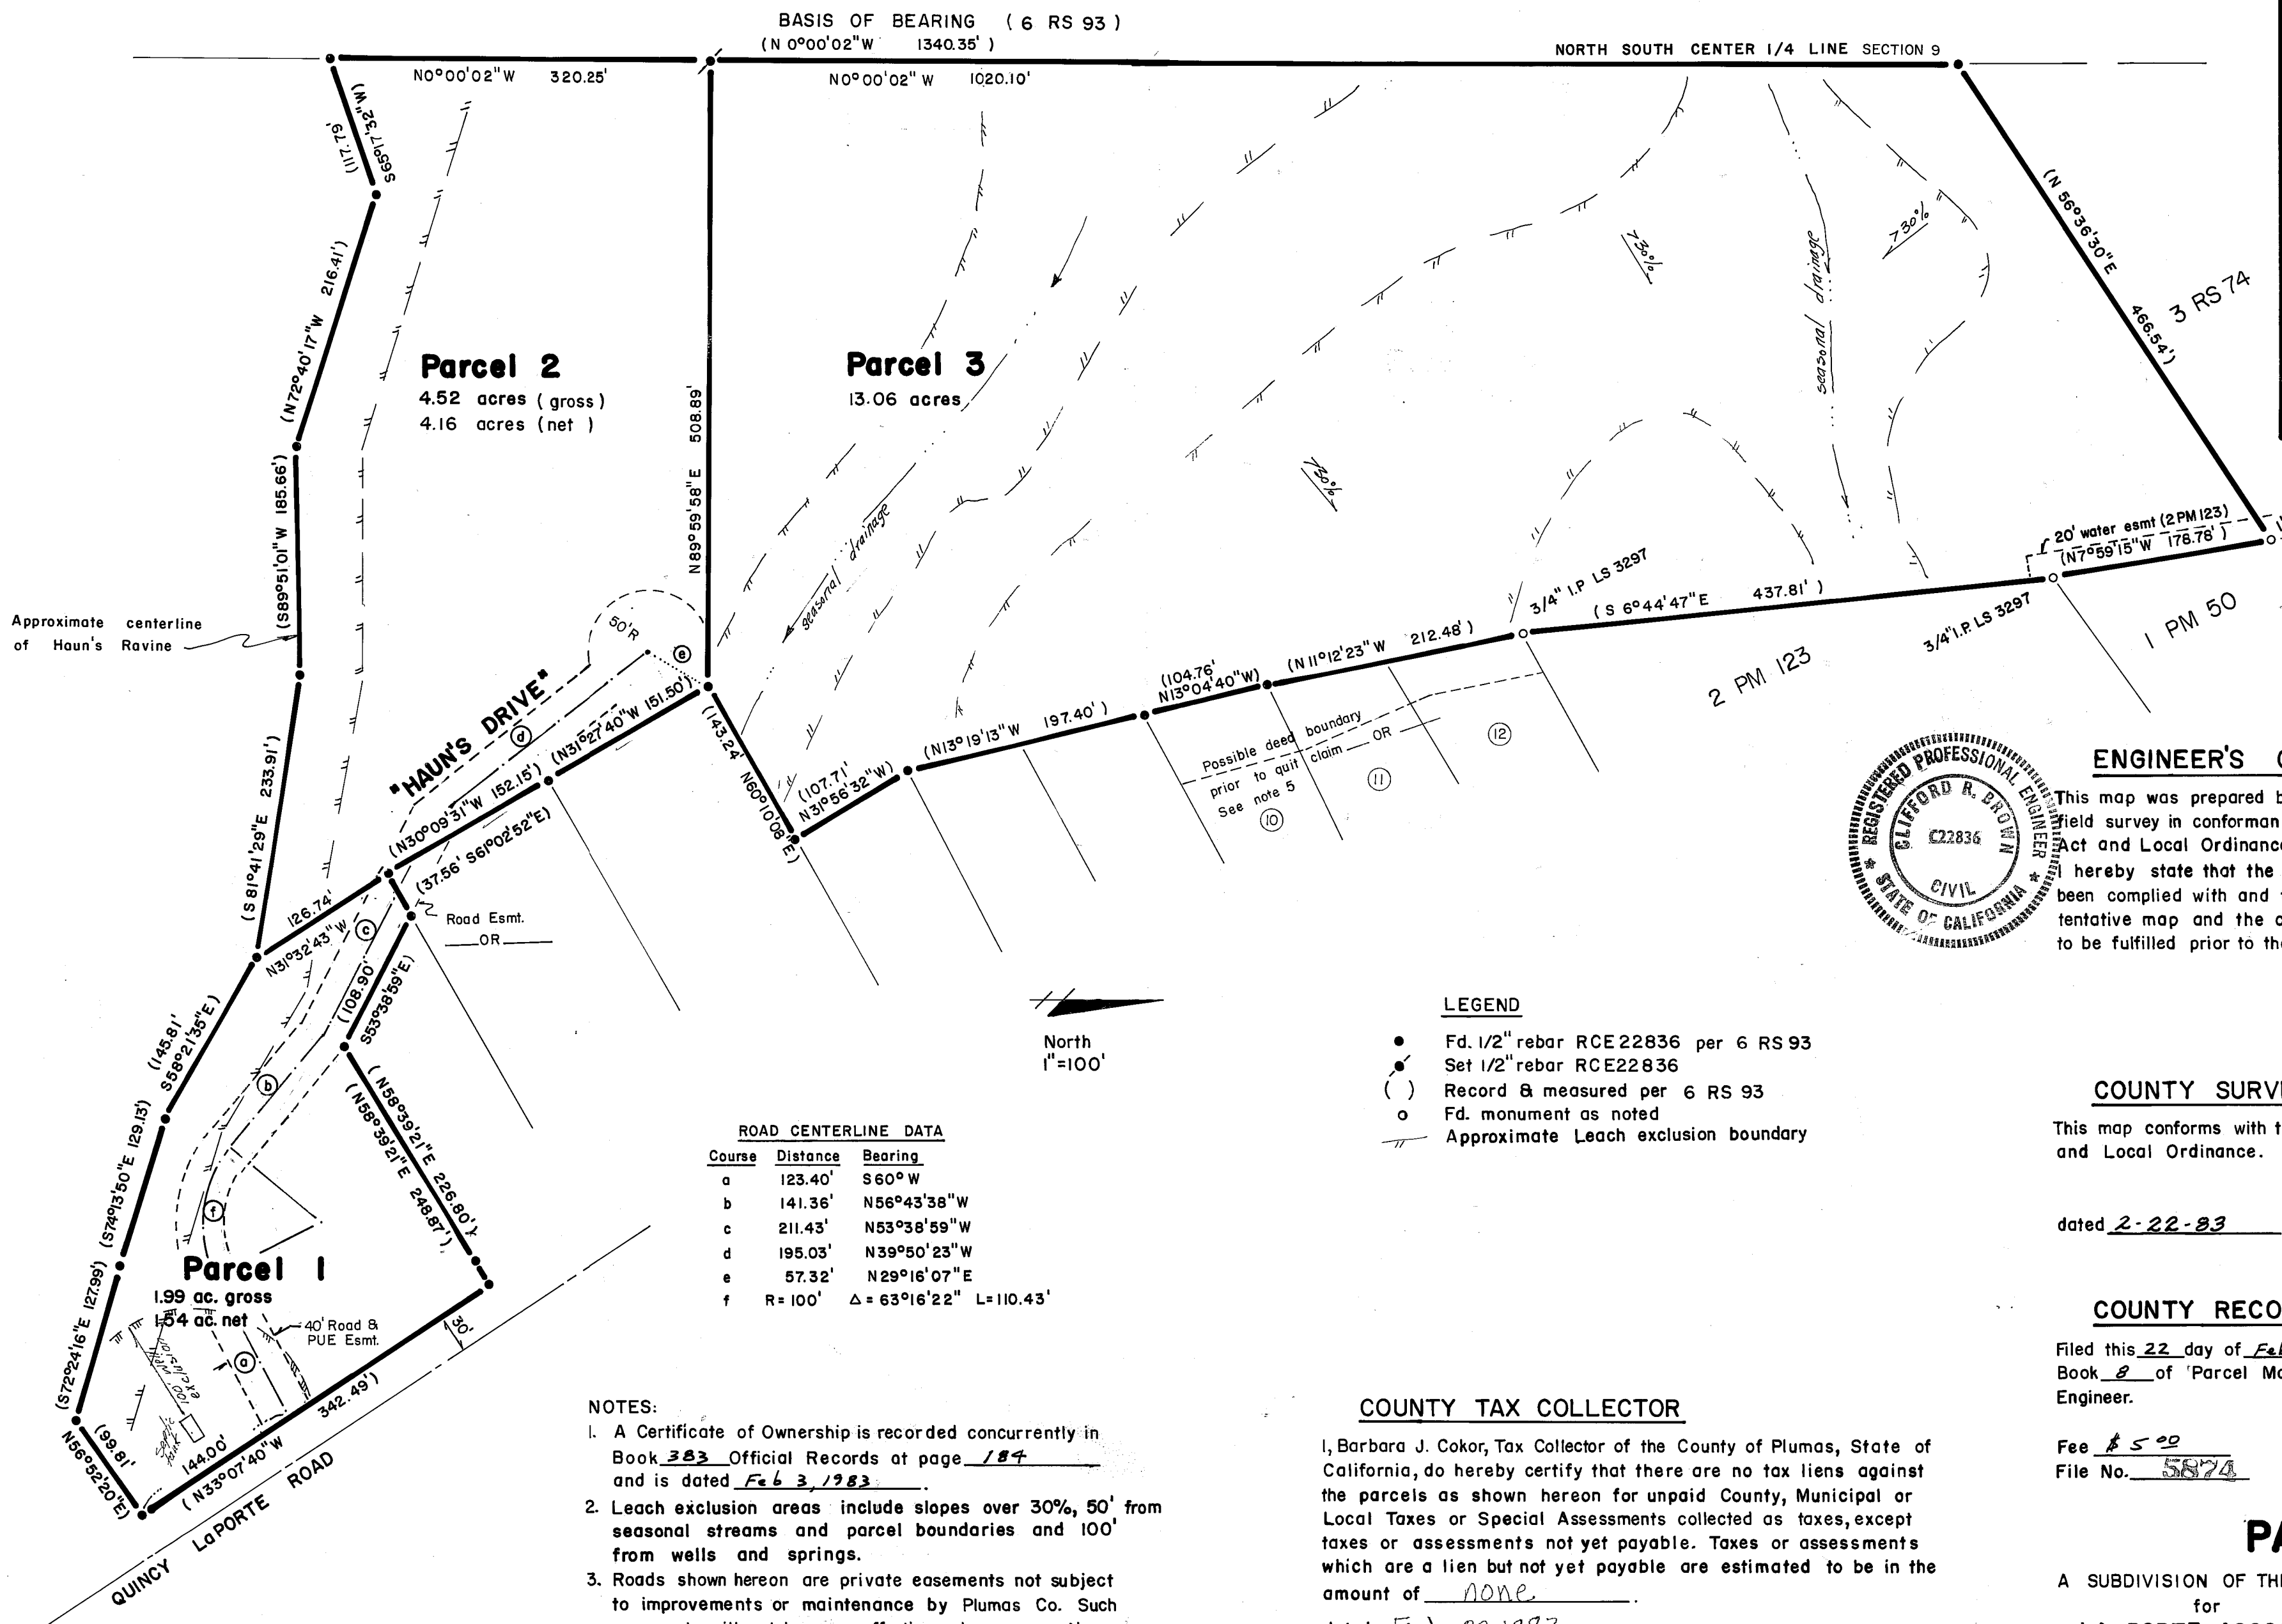 BASIS OF BEARING ( 6 RS 93 )
(N 0°00'02"W 1340.35' )
NORTH SOUTH CENTER 1/4 LINE SECTION 9
N0°00'02"W 320.25'
N0°00'02" W 1020.10'
S65°17'32" W)
(117.79'
(N72°40'17"W 216.41')
(S89°51'01"W 185.66')
Approximate centerline
of Haun's Ravine
(S 81°41'29"E 233.91')
Parcel 2
4.52 acres ( gross )
4.16 acres ( net )
N89°59'58"E 508.89'
Parcel 3
13.06 acres
seasonal drainage
730%
730%
730%
seasonal drainage
(N 56°36'30"E 466.54')
3 RS 74
20' water esmt (2 PM 123)
(N7°59'15"W 178.78' )
3/4" I.P. LS 3297
( S 6°44'47"E 437.81' )
3/4" I.P. LS 3297
1 PM 50
2 PM 123
(N 11°12'23"W 212.48' )
(104.76'
N13°04'40"W)
(N13°19'13"W 197.40' )
(107.71'
N31°56'32"W)
(143.24' N60°10'08"E)
Possible deed boundary
prior to quit claim OR
See note 5
10
11
12
50'R
e
"HAUN'S DRIVE"
d
(N31°27'40"W 151.50')
(N30°09'31"W 152.15')
(37.56' S61°02'52"E)
Road Esmt.
OR
126.74'
N31°32'43"W
c
(108.90'
S53°38'59"E)
(145.81'
S58°21'35"E)
b
(S74°13'50"E 129.13')
f
( N58°39'21"E 226.80')
(N58°39'21"E 248.87')
Parcel 1
1.99 ac. gross
1.54 ac. net
40' Road &
PUE Esmt.
a
100' well
exclusion
septic
tank
(S72°24'16"E 127.99')
(99.81'
N56°52'20"E)
144.00'
( N33°07'40"W 342.49')
30'
QUINCY LaPORTE ROAD
North
1"=100'
LEGEND
Fd. 1/2" rebar RCE22836 per 6 RS 93
Set 1/2" rebar RCE22836
( ) Record & measured per 6 RS 93
Fd. monument as noted
Approximate Leach exclusion boundary
ROAD CENTERLINE DATA
Course Distance Bearing
a 123.40' S60° W
b 141.36' N56°43'38"W
c 211.43' N53°38'59"W
d 195.03' N39°50'23"W
e 57.32' N29°16'07"E
f R=100' Δ= 63°16'22" L=110.43'
NOTES:
1. A Certificate of Ownership is recorded concurrently in
Book 383 Official Records at page 184
and is dated Feb 3, 1983.
2. Leach exclusion areas include slopes over 30%, 50' from
seasonal streams and parcel boundaries and 100'
from wells and springs.
3. Roads shown hereon are private easements not subject
to improvements or maintenance by Plumas Co. Such
COUNTY TAX COLLECTOR
I, Barbara J. Cokor, Tax Collector of the County of Plumas, State of
California, do hereby certify that there are no tax liens against
the parcels as shown hereon for unpaid County, Municipal or
Local Taxes or Special Assessments collected as taxes, except
taxes or assessments not yet payable. Taxes or assessments
which are a lien but not yet payable are estimated to be in the
amount of none.
REGISTERED PROFESSIONAL ENGINEER
CLIFFORD R. BROWN
C22836
CIVIL
STATE OF CALIFORNIA
ENGINEER'S
This map was prepared b
field survey in conforman
Act and Local Ordinance
I hereby state that the
been complied with and
tentative map and the
to be fulfilled prior to th
COUNTY SURV
This map conforms with t
and Local Ordinance.
dated 2-22-83
COUNTY RECO
Filed this 22 day of Feb
Book 8 of Parcel Ma
Engineer.
Fee $ 5 00
File No. 5874
PA
A SUBDIVISION OF TH
for